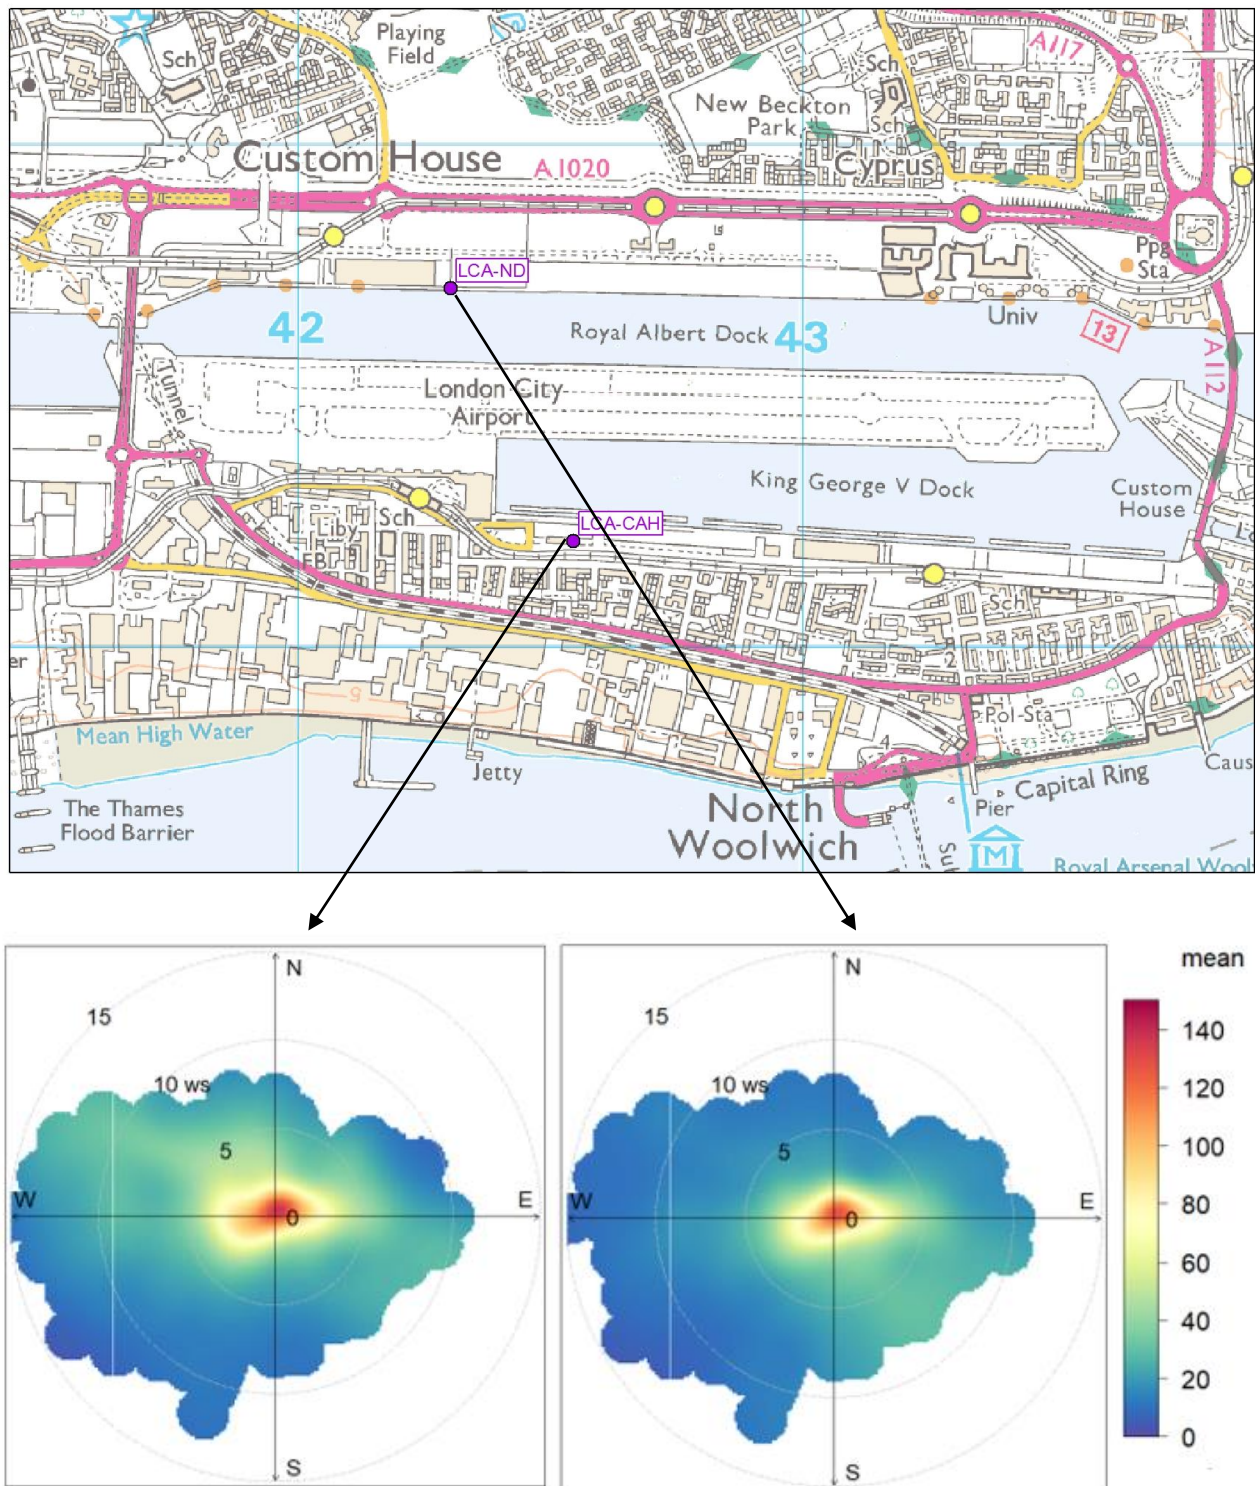 Playing
Field
Sch
A117
Sch
New Beckton
Park
Sch
Custom House
A1020
Cyprus
Ppg
Sta
LCA-ND
42
Royal Albert Dock
43
Univ
13
A112
Tunnel
London City
Airport
King George V Dock
Custom
House
Liby
Sch
LCA-CAH
FB
Sch
er
2
5
Pol Sta
Mean High Water
4
Jetty
Caus
Capital Ring
Pier
The Thames
Flood Barrier
North
Woolwich
M
Royal Arsenal Wool
N
15
10 ws
5
W
E
0
S
N
15
10 ws
5
W
E
0
S
mean
140
120
100
80
60
40
20
0